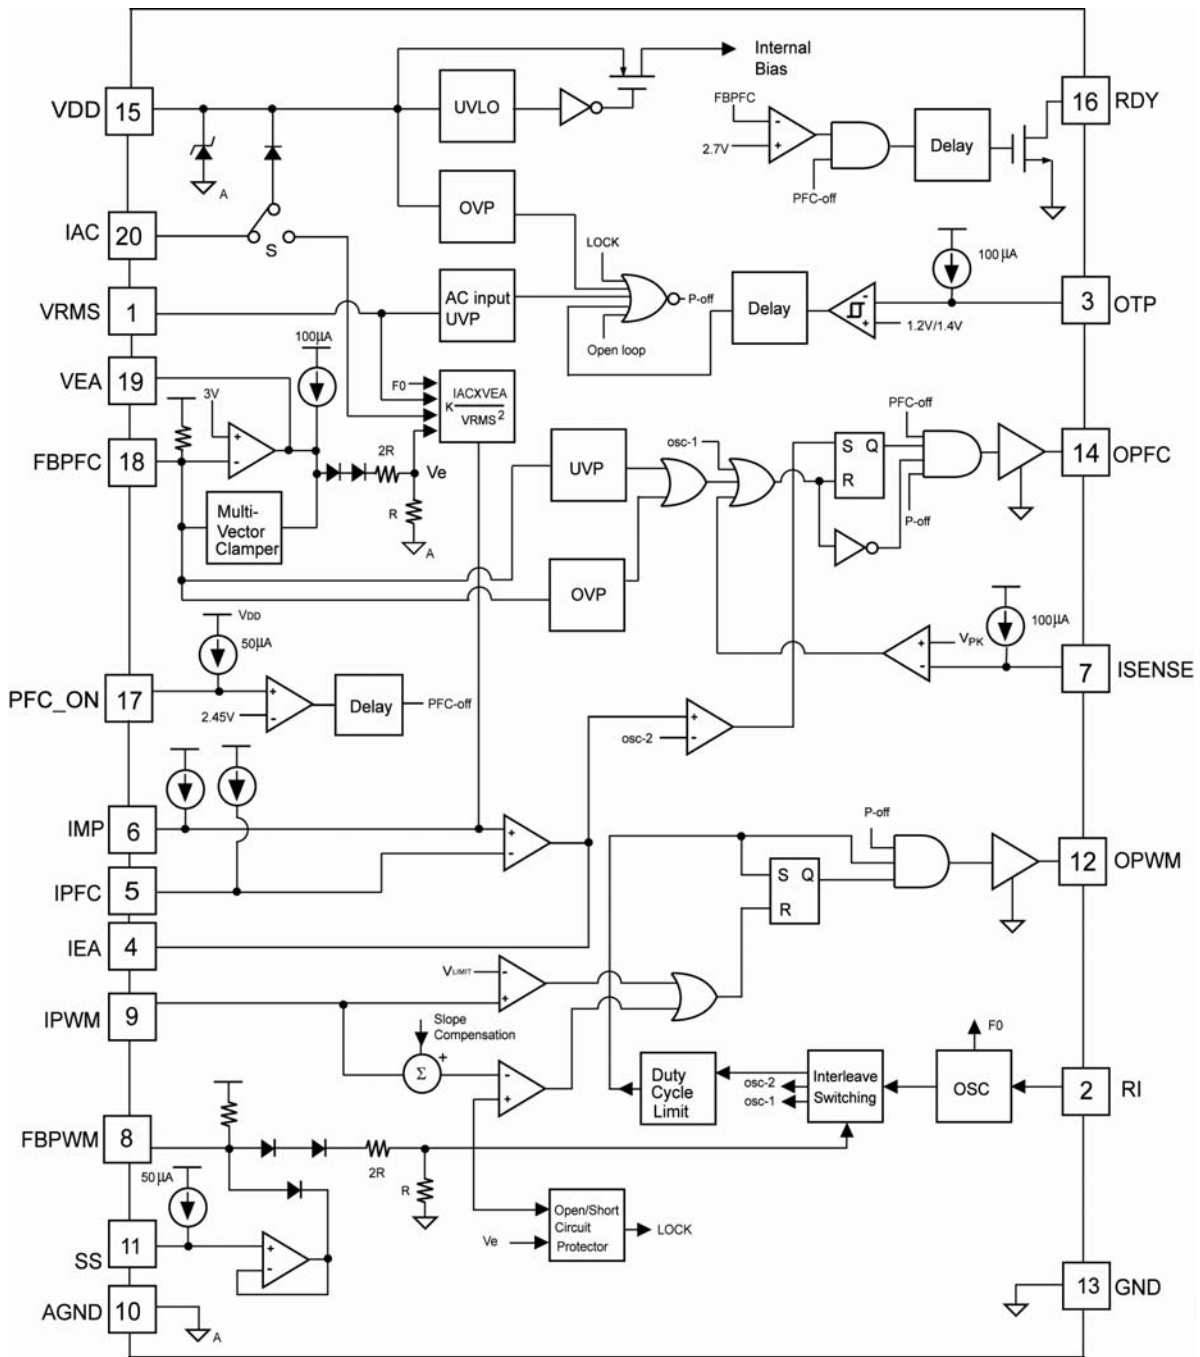 Internal
Bias
VDD
15
UVLO
FBPFC
-
+
2.7V
PFC-off
Delay
16
RDY
A
IAC
20
S
OVP
LOCK
P-off
Open loop
100μA
Delay
-
+
1.2V/1.4V
3
OTP
VRMS
1
AC input
UVP
VEA
19
100μA
3V
+
-
F0
K IACXVEA
VRMS 2
FBPFC
18
2R
Ve
R
A
Multi-
Vector
Clamper
UVP
OVP
osc-1
S Q
R
PFC-off
P-off
14
OPFC
VDD
50μA
PFC_ON
17
+
-
2.45V
Delay
PFC-off
+
-
VPK
100μA
7
ISENSE
+
-
osc-2
IMP
6
+
-
IPFC
5
IEA
4
P-off
S Q
R
12
OPWM
VLIMIT
-
+
IPWM
9
Slope
Compensation
+
Σ
-
+
Duty
Cycle
Limit
osc-2
osc-1
Interleave
Switching
F0
OSC
2
RI
FBPWM
8
2R
R
50μA
SS
11
+
-
Open/Short
Circuit
Protector
Ve
LOCK
AGND
10
A
13
GND